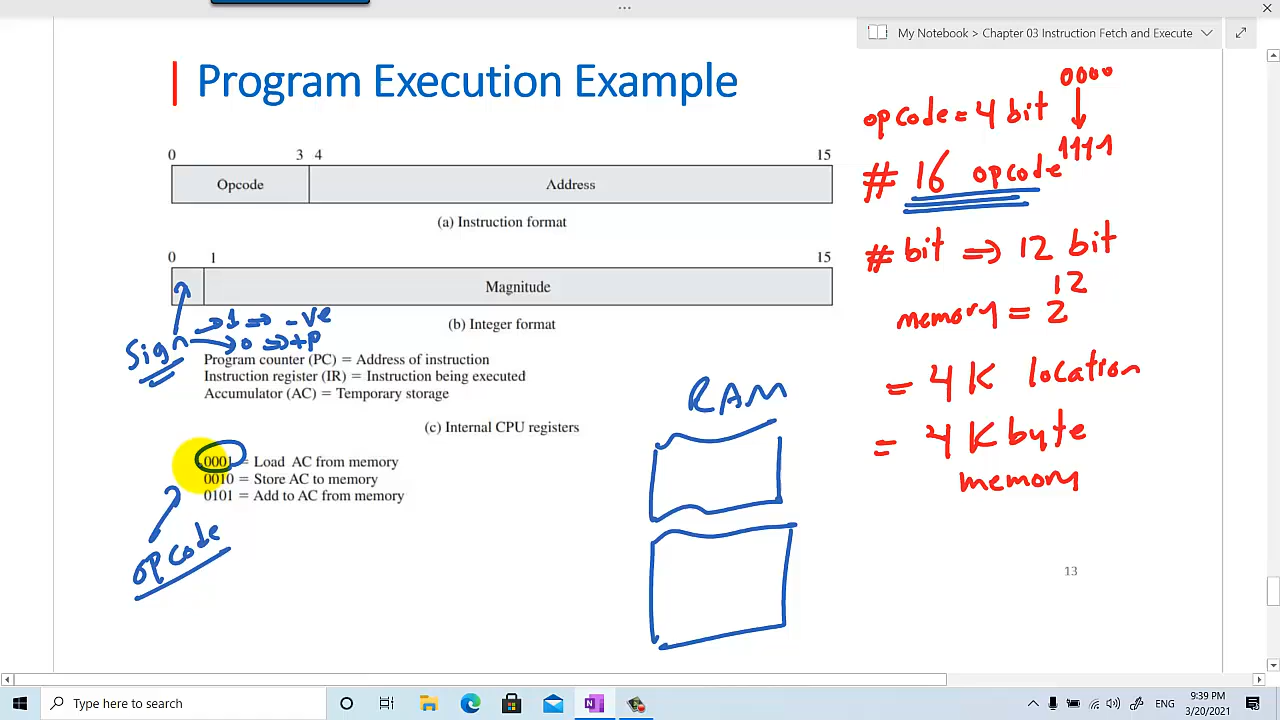 My Notebook > Chapter 03 Instruction Fetch and Execute
Program Execution Example
0 3 4 15
Opcode Address
(a) Instruction format
0 1 15
Magnitude
(b) Integer format
Sign
1 ⇒ -ve
0 ⇒ +P
Program counter (PC) = Address of instruction
Instruction register (IR) = Instruction being executed
Accumulator (AC) = Temporary storage
(c) Internal CPU registers
0001 = Load AC from memory
0010 = Store AC to memory
0101 = Add to AC from memory
opcode
RAM
0000
opcode = 4 bit
1111
# 16 opcode
# bit ⇒ 12 bit
memory = 2^12
= 4K location
= 4K byte
memory
13
Type here to search
ENG
9:39 PM
3/20/2021